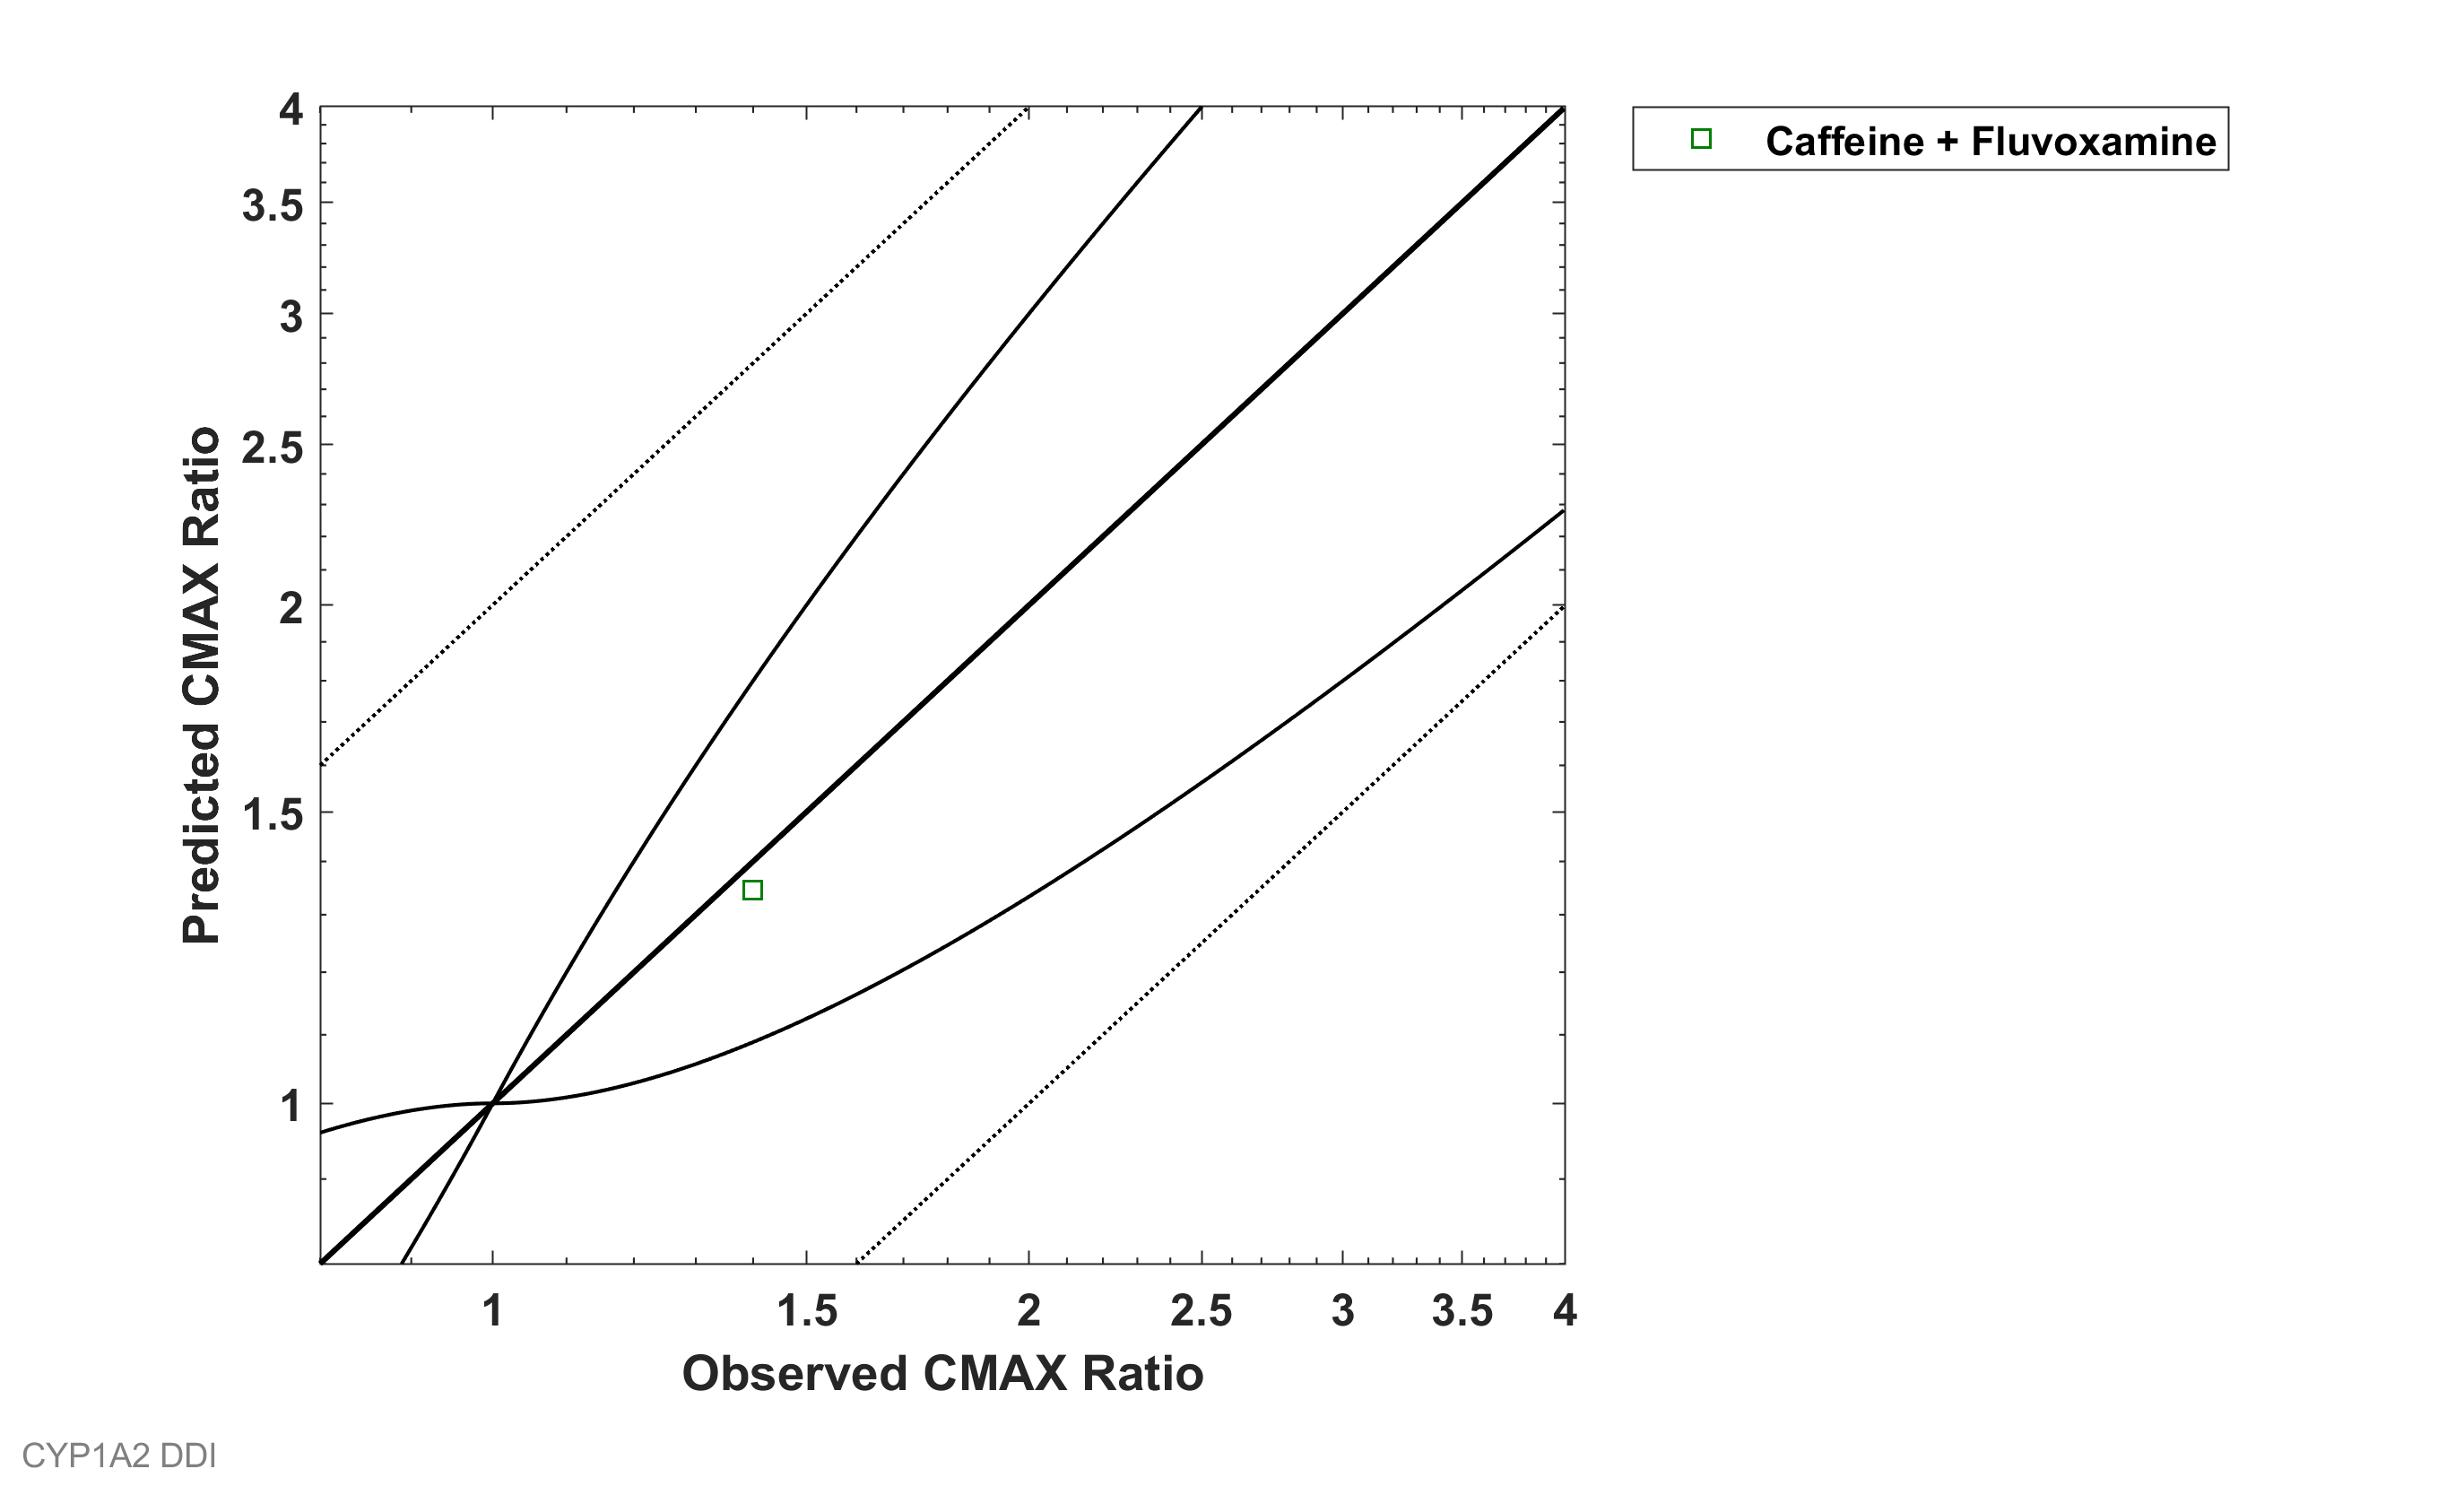 4
3.5
3
2.5
2
1.5
1
Predicted CMAX Ratio
1 1.5 2 2.5 3 3.5 4
Observed CMAX Ratio
Caffeine + Fluvoxamine
CYP1A2 DDI